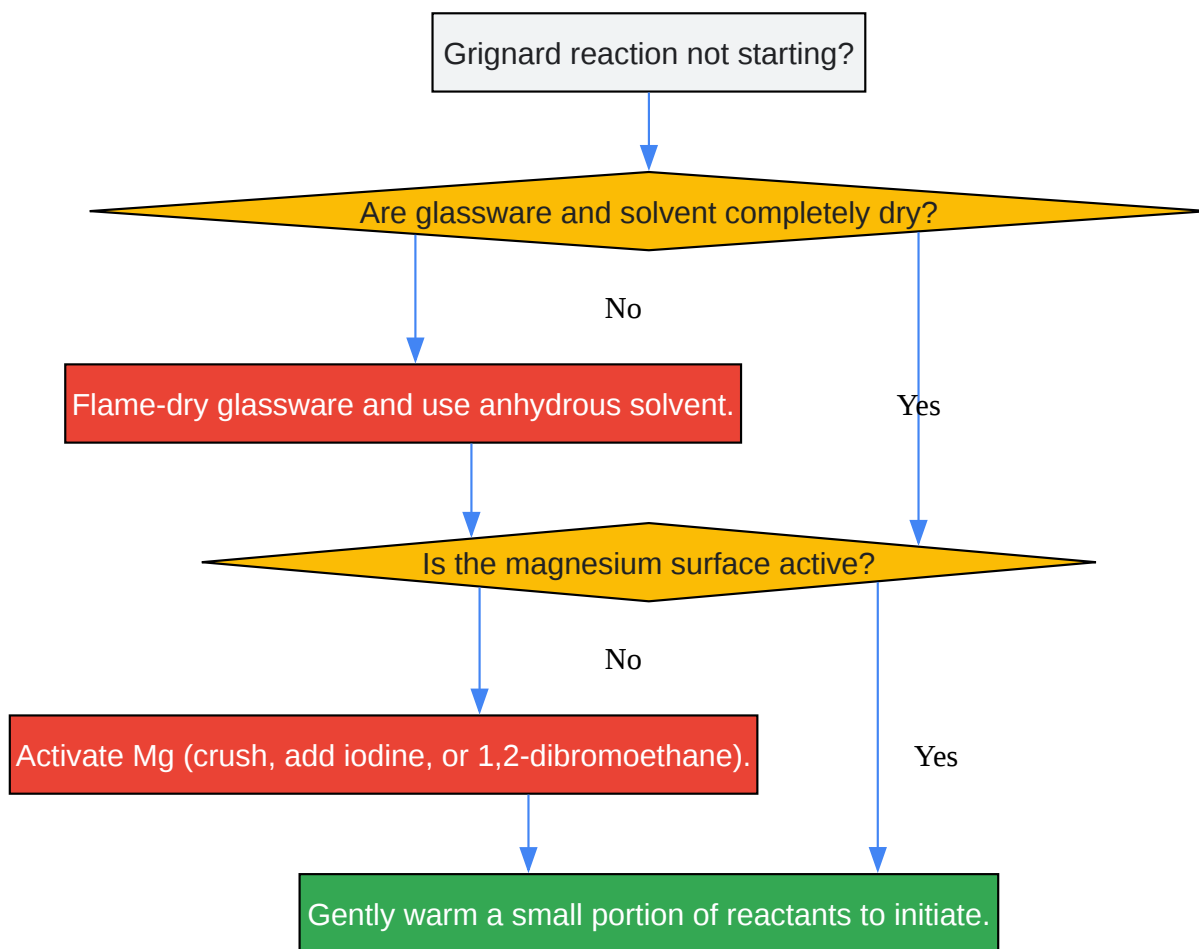 Grignard reaction not starting?
Are glassware and solvent completely dry?
No
Flame-dry glassware and use anhydrous solvent.
Yes
Is the magnesium surface active?
No
Activate Mg (crush, add iodine, or 1,2-dibromoethane).
Yes
Gently warm a small portion of reactants to initiate.